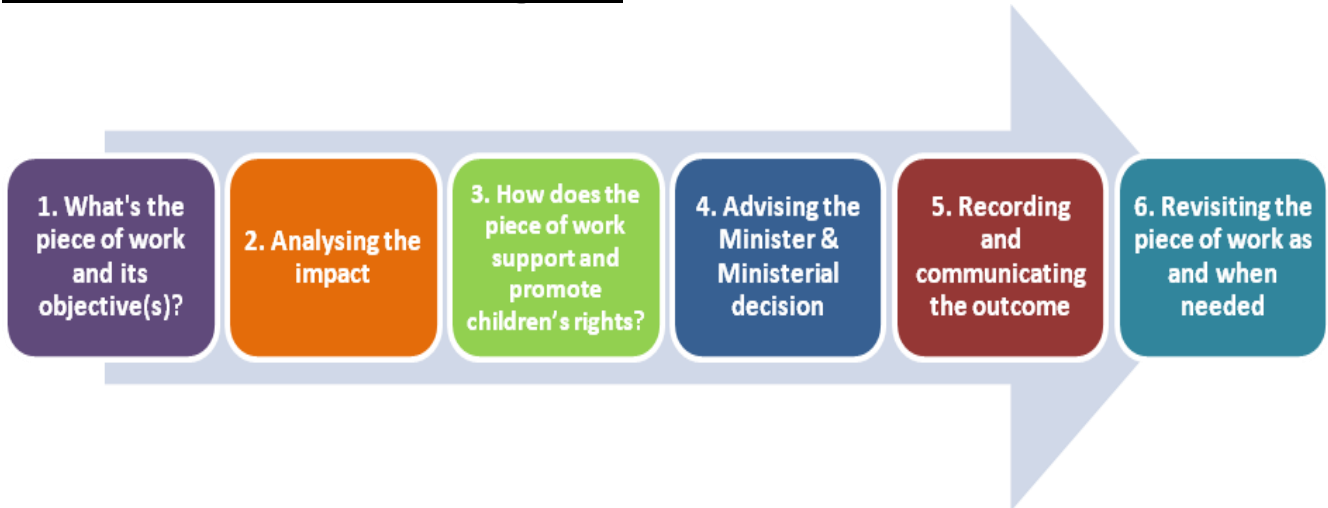 1. What's the
piece of work
and its
objective(s)?
2. Analysing the
impact
3. How does the
piece of work
support and
promote
children’s rights?
4. Advising the
Minister &
Ministerial
decision
5. Recording
and
communicating
the outcome
6. Revisiting the
piece of work as
and when
needed